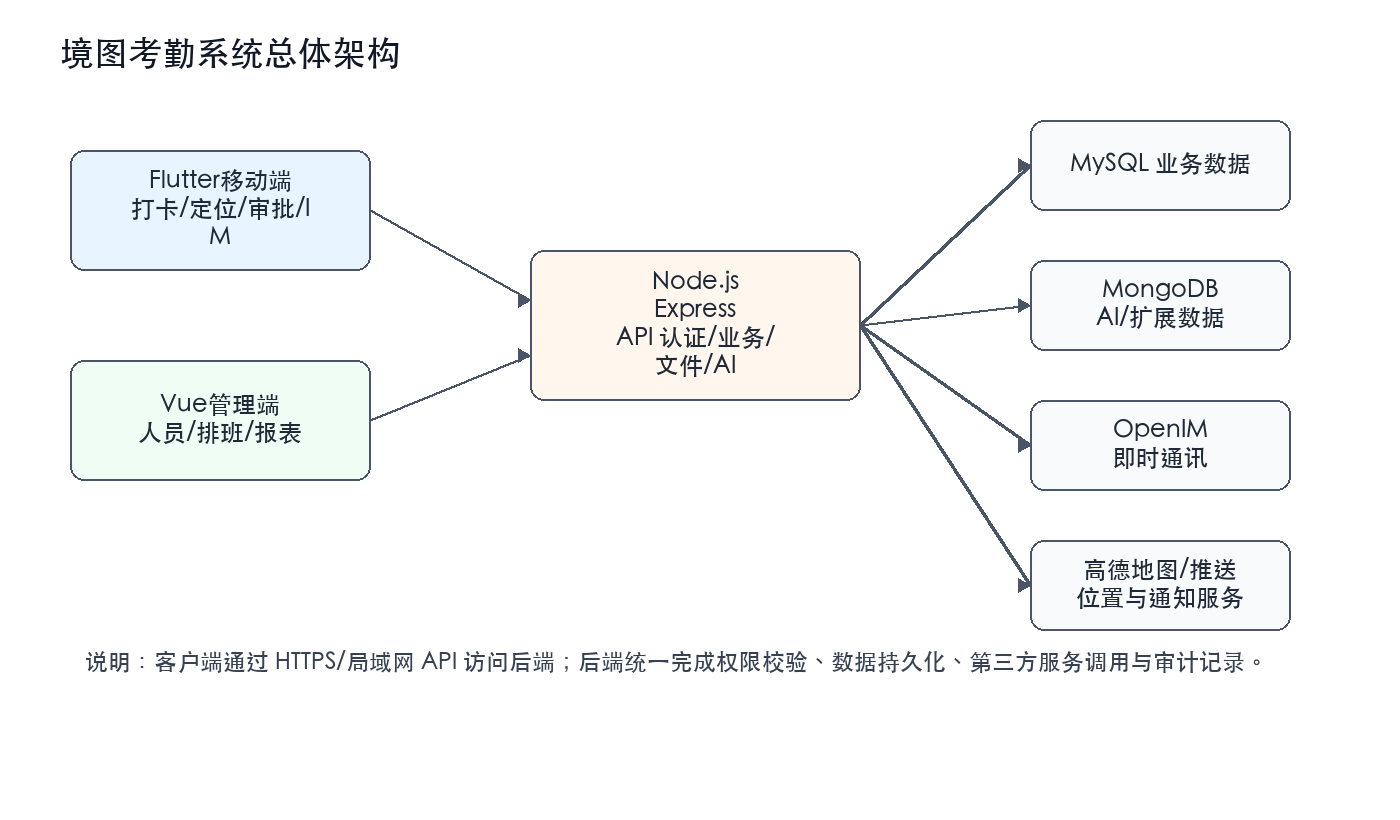 境图考勤系统总体架构
Flutter移动端
打卡/定位/审批/I
M
Vue管理端
人员/排班/报表
Node.js
Express
API 认证/业务/
文件/AI
MySQL 业务数据
MongoDB
AI/扩展数据
OpenIM
即时通讯
高德地图/推送
位置与通知服务
说明：客户端通过 HTTPS/局域网 API 访问后端；后端统一完成权限校验、数据持久化、第三方服务调用与审计记录。